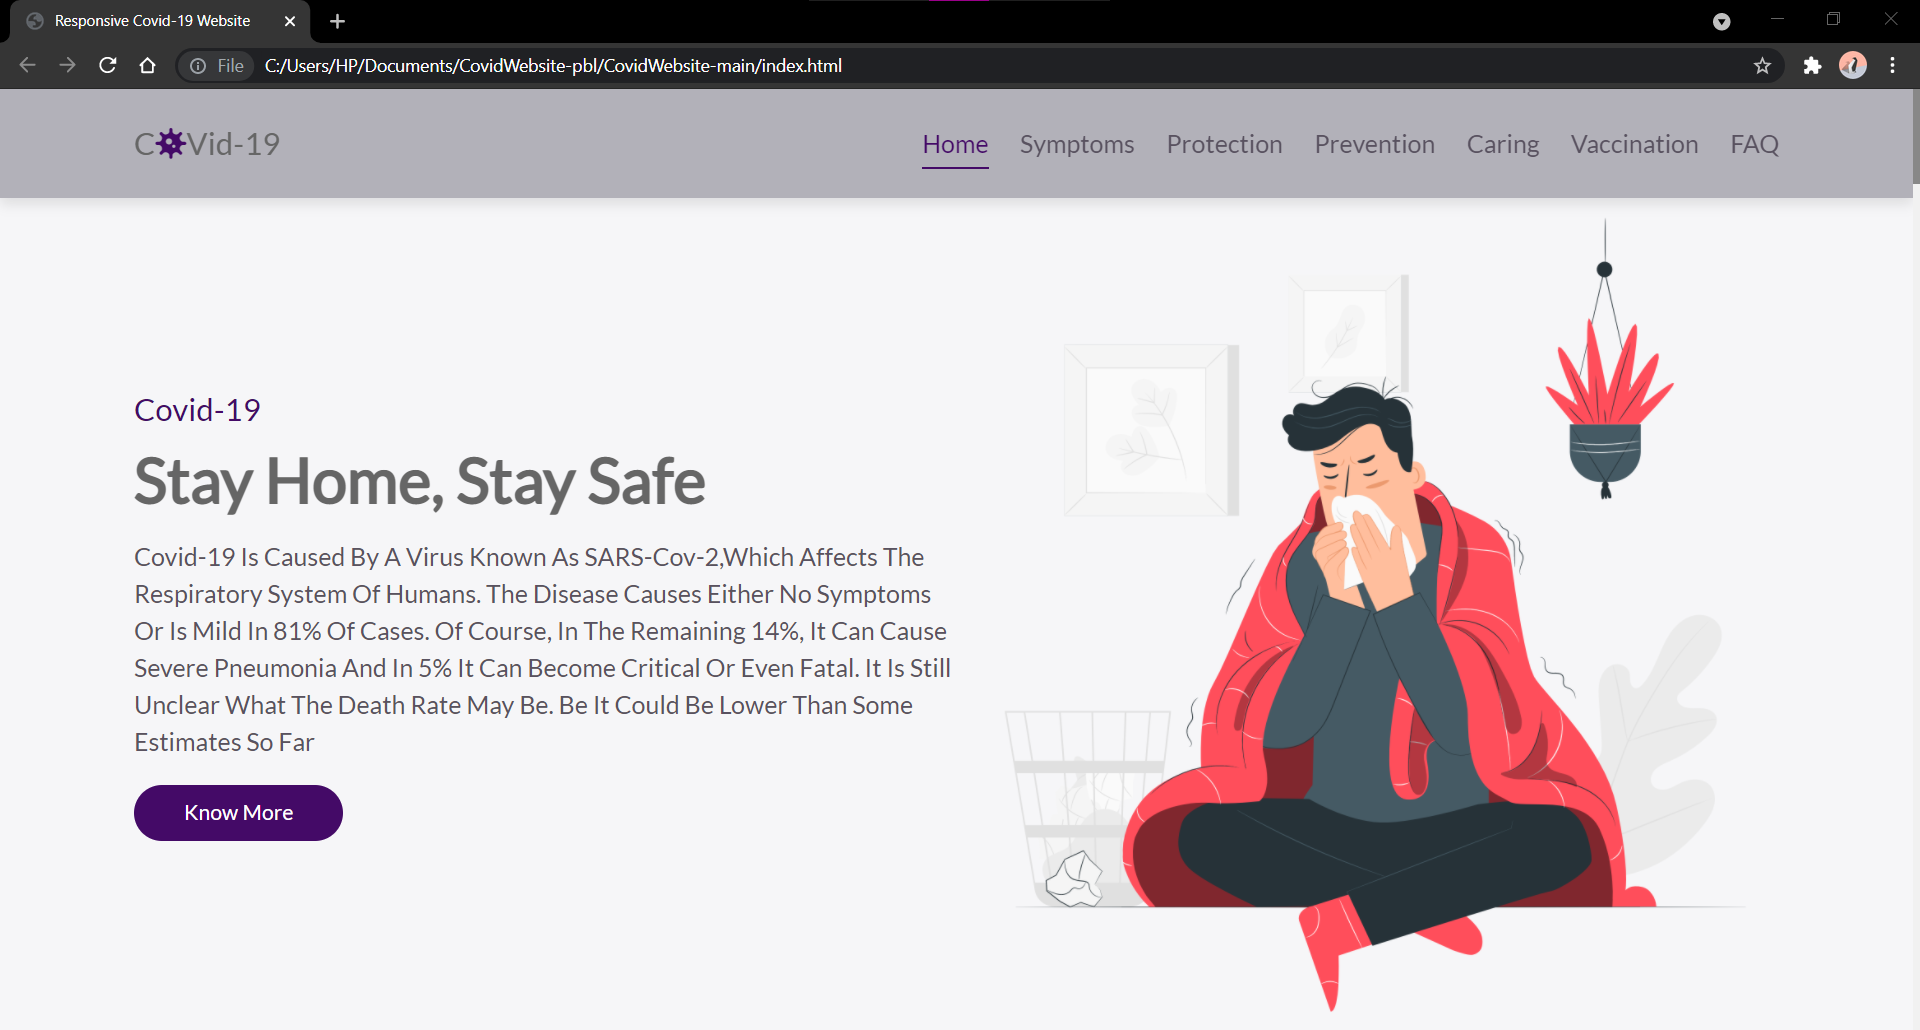 Responsive Covid-19 Website
File C:/Users/HP/Documents/CovidWebsite-pbl/CovidWebsite-main/index.html
CoVid-19
Home Symptoms Protection Prevention Caring Vaccination FAQ
Covid-19
Stay Home, Stay Safe
Covid-19 Is Caused By A Virus Known As SARS-Cov-2,Which Affects The
Respiratory System Of Humans. The Disease Causes Either No Symptoms
Or Is Mild In 81% Of Cases. Of Course, In The Remaining 14%, It Can Cause
Severe Pneumonia And In 5% It Can Become Critical Or Even Fatal. It Is Still
Unclear What The Death Rate May Be. Be It Could Be Lower Than Some
Estimates So Far
Know More